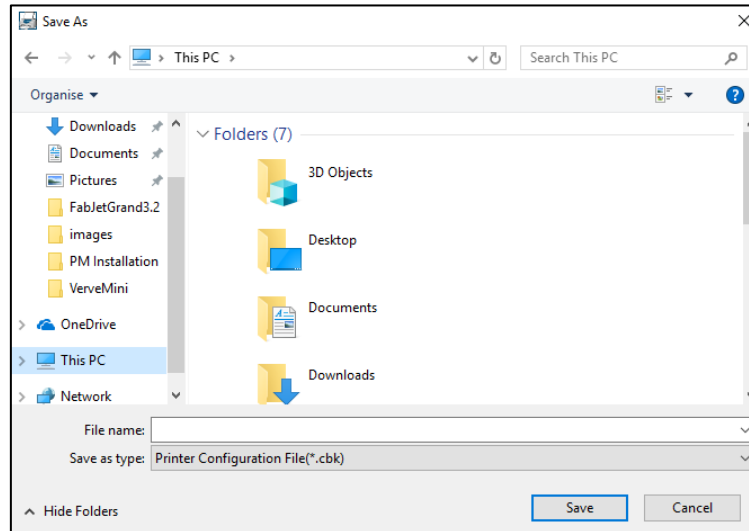 Save As
This PC
Search This PC
Organise
Downloads
Documents
Pictures
FabJetGrand3.2
images
PM Installation
VerveMini
OneDrive
This PC
Network
Folders (7)
3D Objects
Desktop
Documents
Downloads
File name:
Save as type: Printer Configuration File(*.cbk)
Hide Folders
Save
Cancel